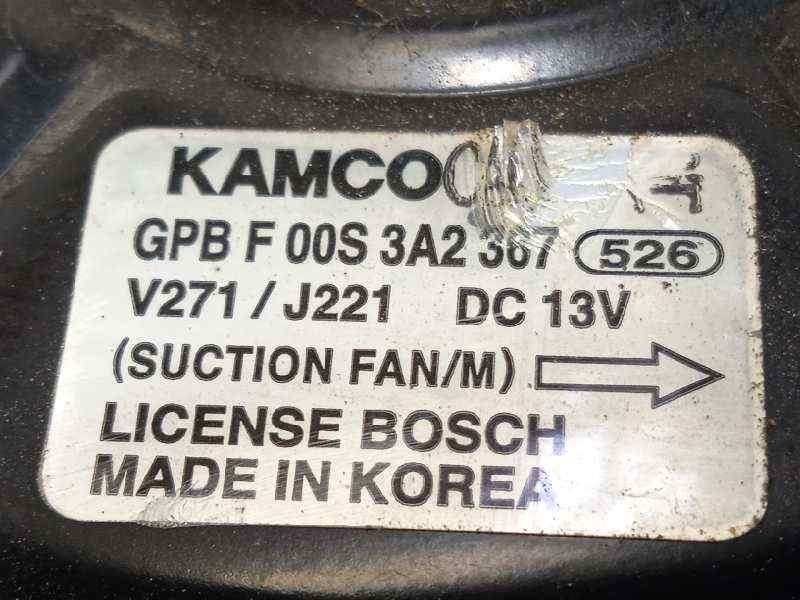 KAMCO
GPB F 00S 3A2 367 526
V271 / J221 DC 13V
(SUCTION FAN/M)
LICENSE BOSCH
MADE IN KOREA